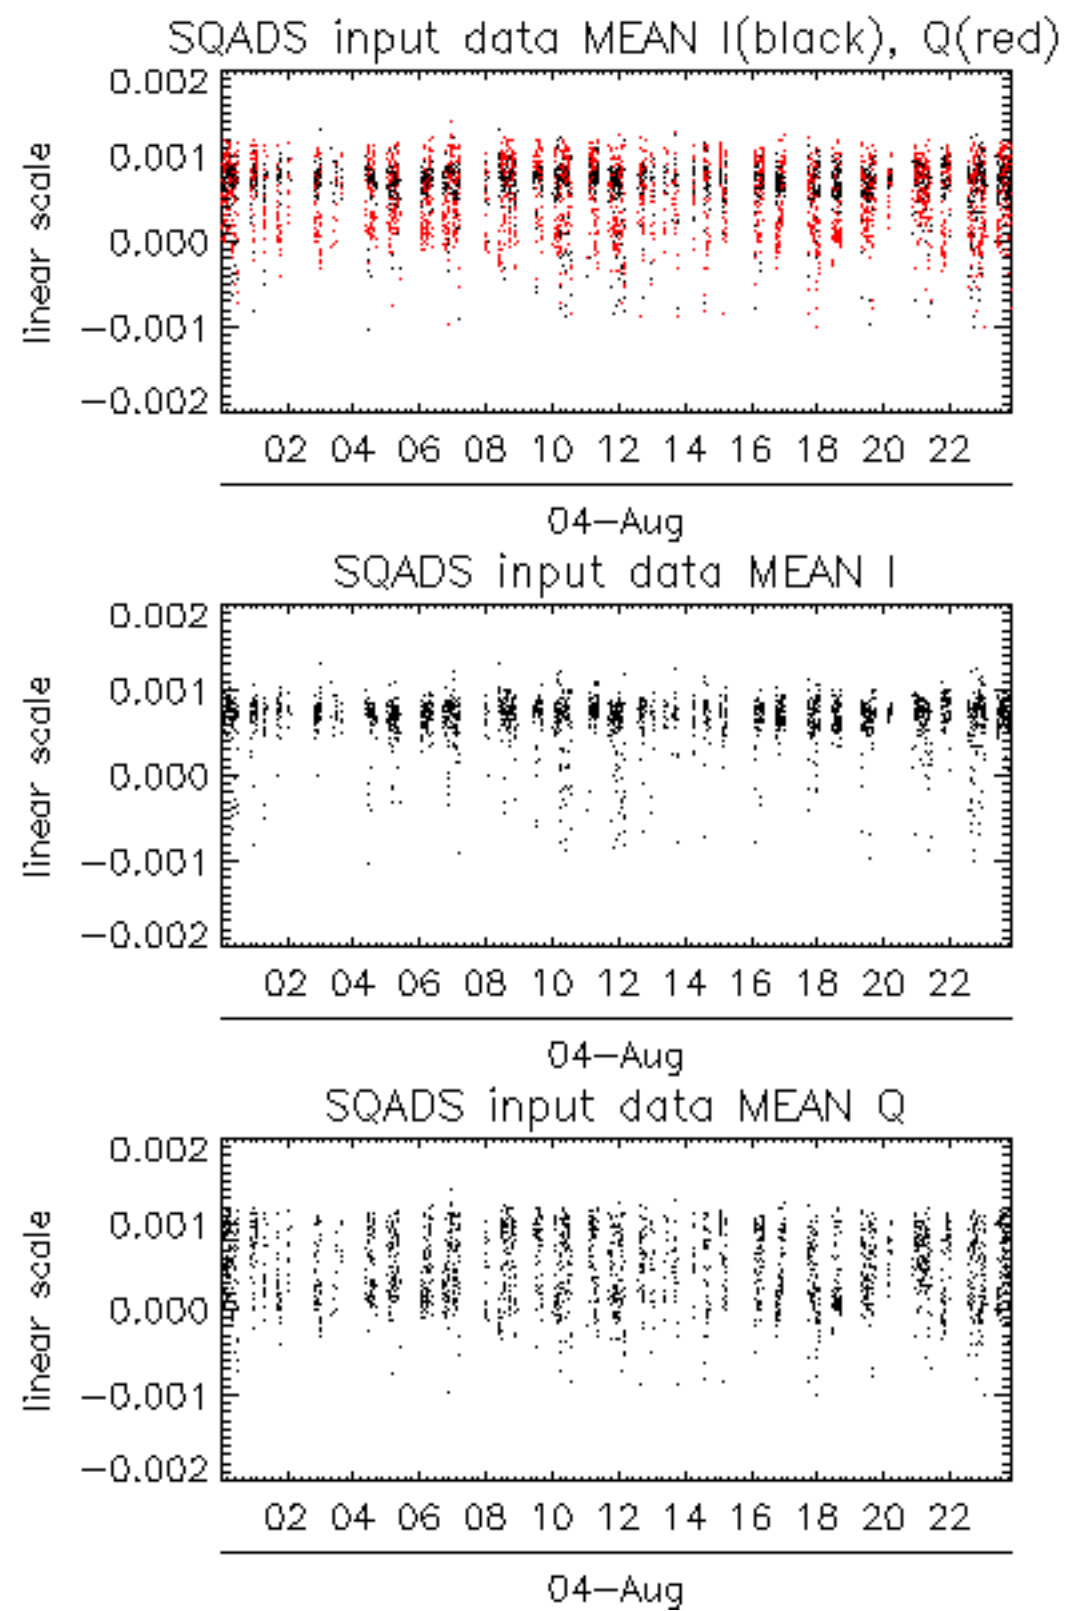 SQADS input data MEAN I(black), Q(red)
0.002
0.001
0.000
−0.001
−0.002
linear scale
02 04 06 08 10 12 14 16 18 20 22
04−Aug
SQADS input data MEAN I
0.002
0.001
0.000
−0.001
−0.002
linear scale
02 04 06 08 10 12 14 16 18 20 22
04−Aug
SQADS input data MEAN Q
0.002
0.001
0.000
−0.001
−0.002
linear scale
02 04 06 08 10 12 14 16 18 20 22
04−Aug